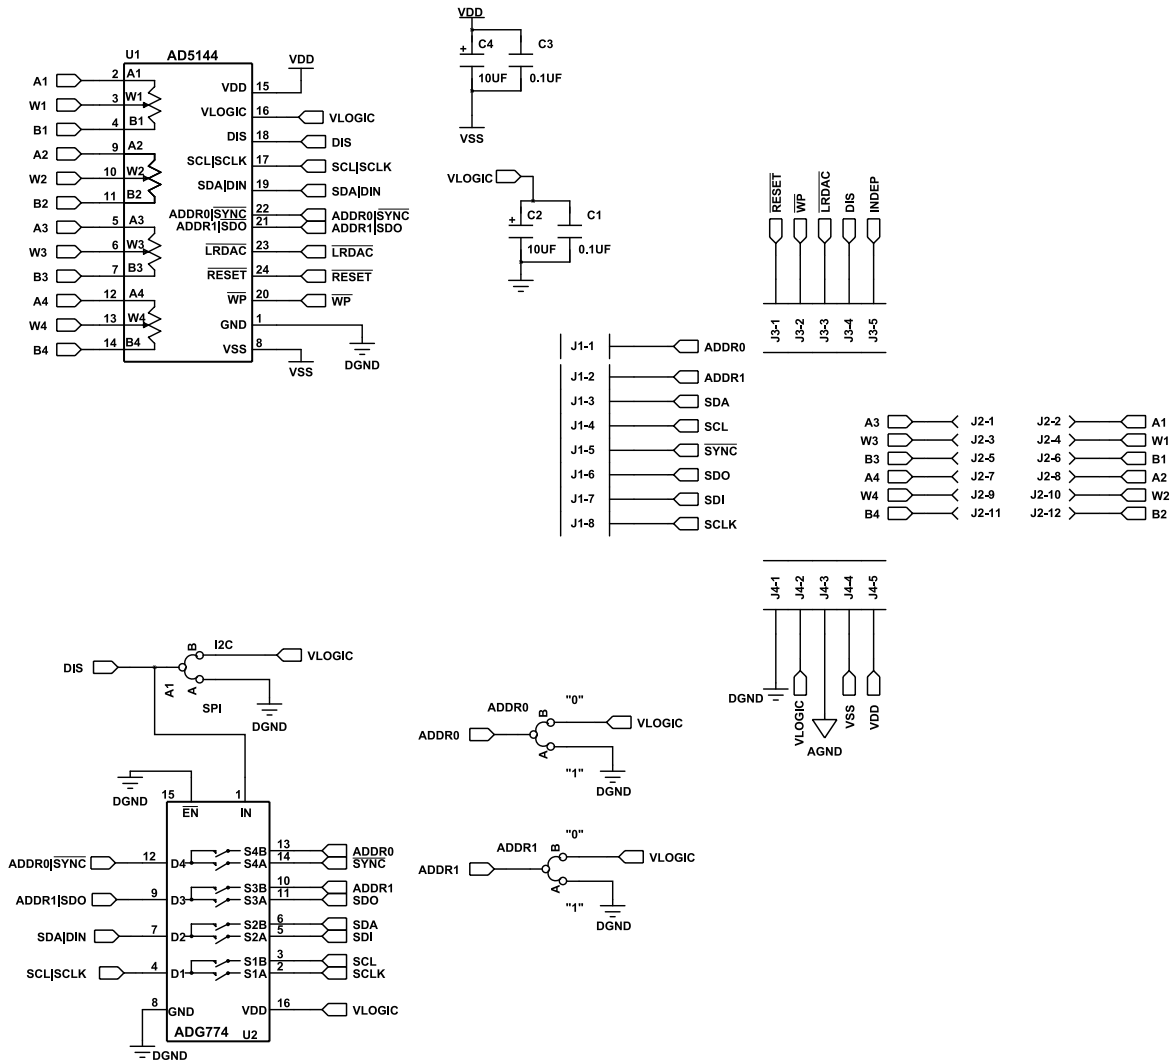 U1 AD5144
A1 2 A1
W1 3 W1
B1 4 B1
A2 9 A2
W2 10 W2
B2 11 B2
A3 5 A3
W3 6 W3
B3 7 B3
A4 12 A4
W4 13 W4
B4 14 B4
VDD
VDD 15
VLOGIC 16 VLOGIC
DIS 18 DIS
SCL|SCLK 17 SCL|SCLK
SDA|DIN 19 SDA|DIN
ADDR0|SYNC 22 ADDR0|SYNC
ADDR1|SDO 21 ADDR1|SDO
LRDAC 23 LRDAC
RESET 24 RESET
WP 20 WP
GND 1
DGND
VSS 8
VSS
VDD
+ C4 C3
10UF 0.1UF
VSS
VLOGIC
+ C2 C1
10UF 0.1UF
RESET WP LRDAC DIS INDEP
J3-1 J3-2 J3-3 J3-4 J3-5
J1-1 ADDR0
J1-2 ADDR1
J1-3 SDA
J1-4 SCL
J1-5 SYNC
J1-6 SDO
J1-7 SDI
J1-8 SCLK
A3 J2-1 J2-2 A1
W3 J2-3 J2-4 W1
B3 J2-5 J2-6 B1
A4 J2-7 J2-8 A2
W4 J2-9 J2-10 W2
B4 J2-11 J2-12 B2
J4-1 J4-2 J4-3 J4-4 J4-5
DGND VLOGIC AGND VSS VDD
B I2C
DIS VLOGIC
A1 A
SPI DGND
ADDR0 B "0"
ADDR0 VLOGIC
A "1"
DGND
ADDR1 B "0"
ADDR1 VLOGIC
A "1"
DGND
DGND 15 1
EN IN
ADDR0|SYNC 12 D4 S4B 13 ADDR0
S4A 14 SYNC
ADDR1|SDO 9 D3 S3B 10 ADDR1
S3A 11 SDO
SDA|DIN 7 D2 S2B 6 SDA
S2A 5 SDI
SCL|SCLK 4 D1 S1B 3 SCL
S1A 2 SCLK
8 GND VDD 16 VLOGIC
ADG774 U2
DGND